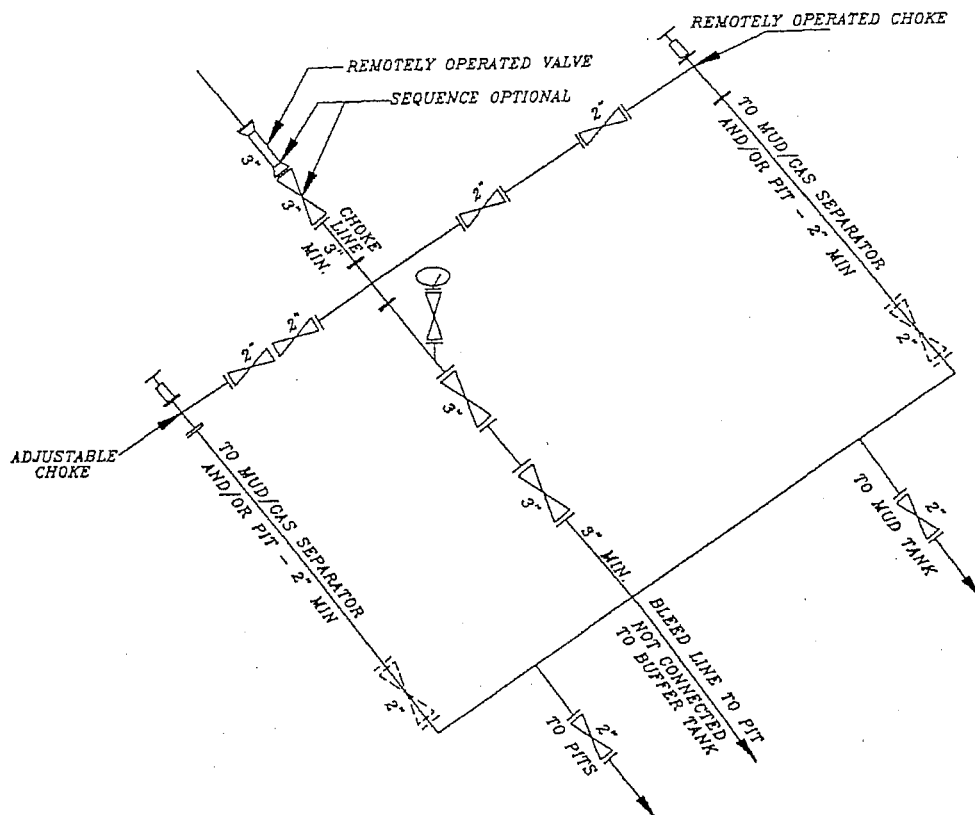 REMOTELY OPERATED CHOKE
REMOTELY OPERATED VALVE
SEQUENCE OPTIONAL
3"
3"
CHOKE
LINE
3"
MIN.
2"
2"
TO MUD/GAS SEPARATOR
AND/OR PIT - 2" MIN
2"
2"
2"
ADJUSTABLE
CHOKE
3"
3"
3" MIN.
TO MUD/GAS SEPARATOR
AND/OR PIT - 2" MIN
2"
2"
TO MUD TANK
BLEED LINE TO PIT
NOT CONNECTED
TO BUFFER TANK
2"
TO PITS